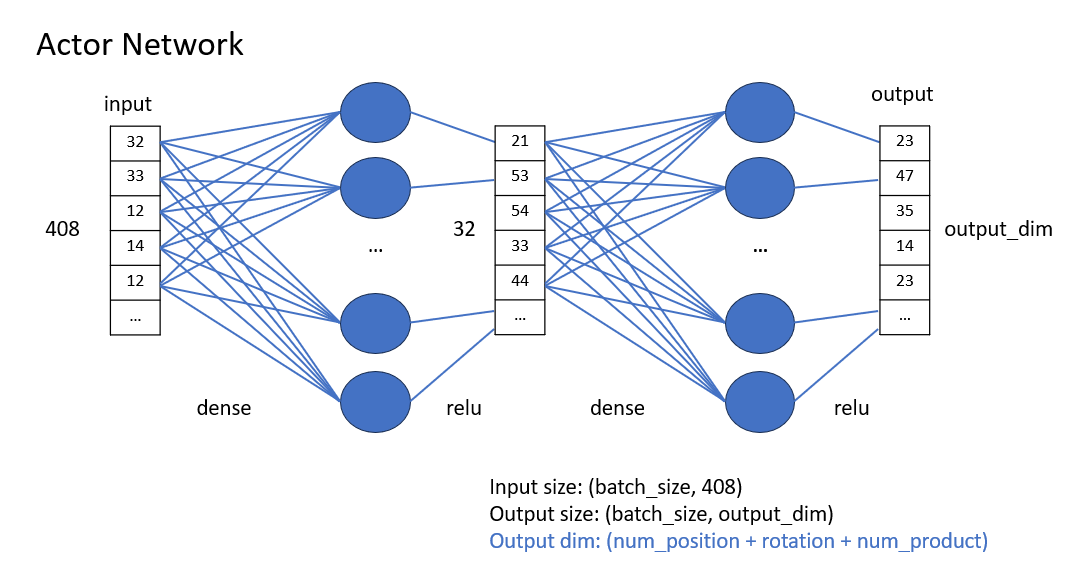 Actor Network
input
output
32
33
12
14
12
...
408
...
21
53
54
33
44
...
32
...
23
47
35
14
23
...
output_dim
dense
relu
dense
relu
Input size: (batch_size, 408)
Output size: (batch_size, output_dim)
Output dim: (num_position + rotation + num_product)